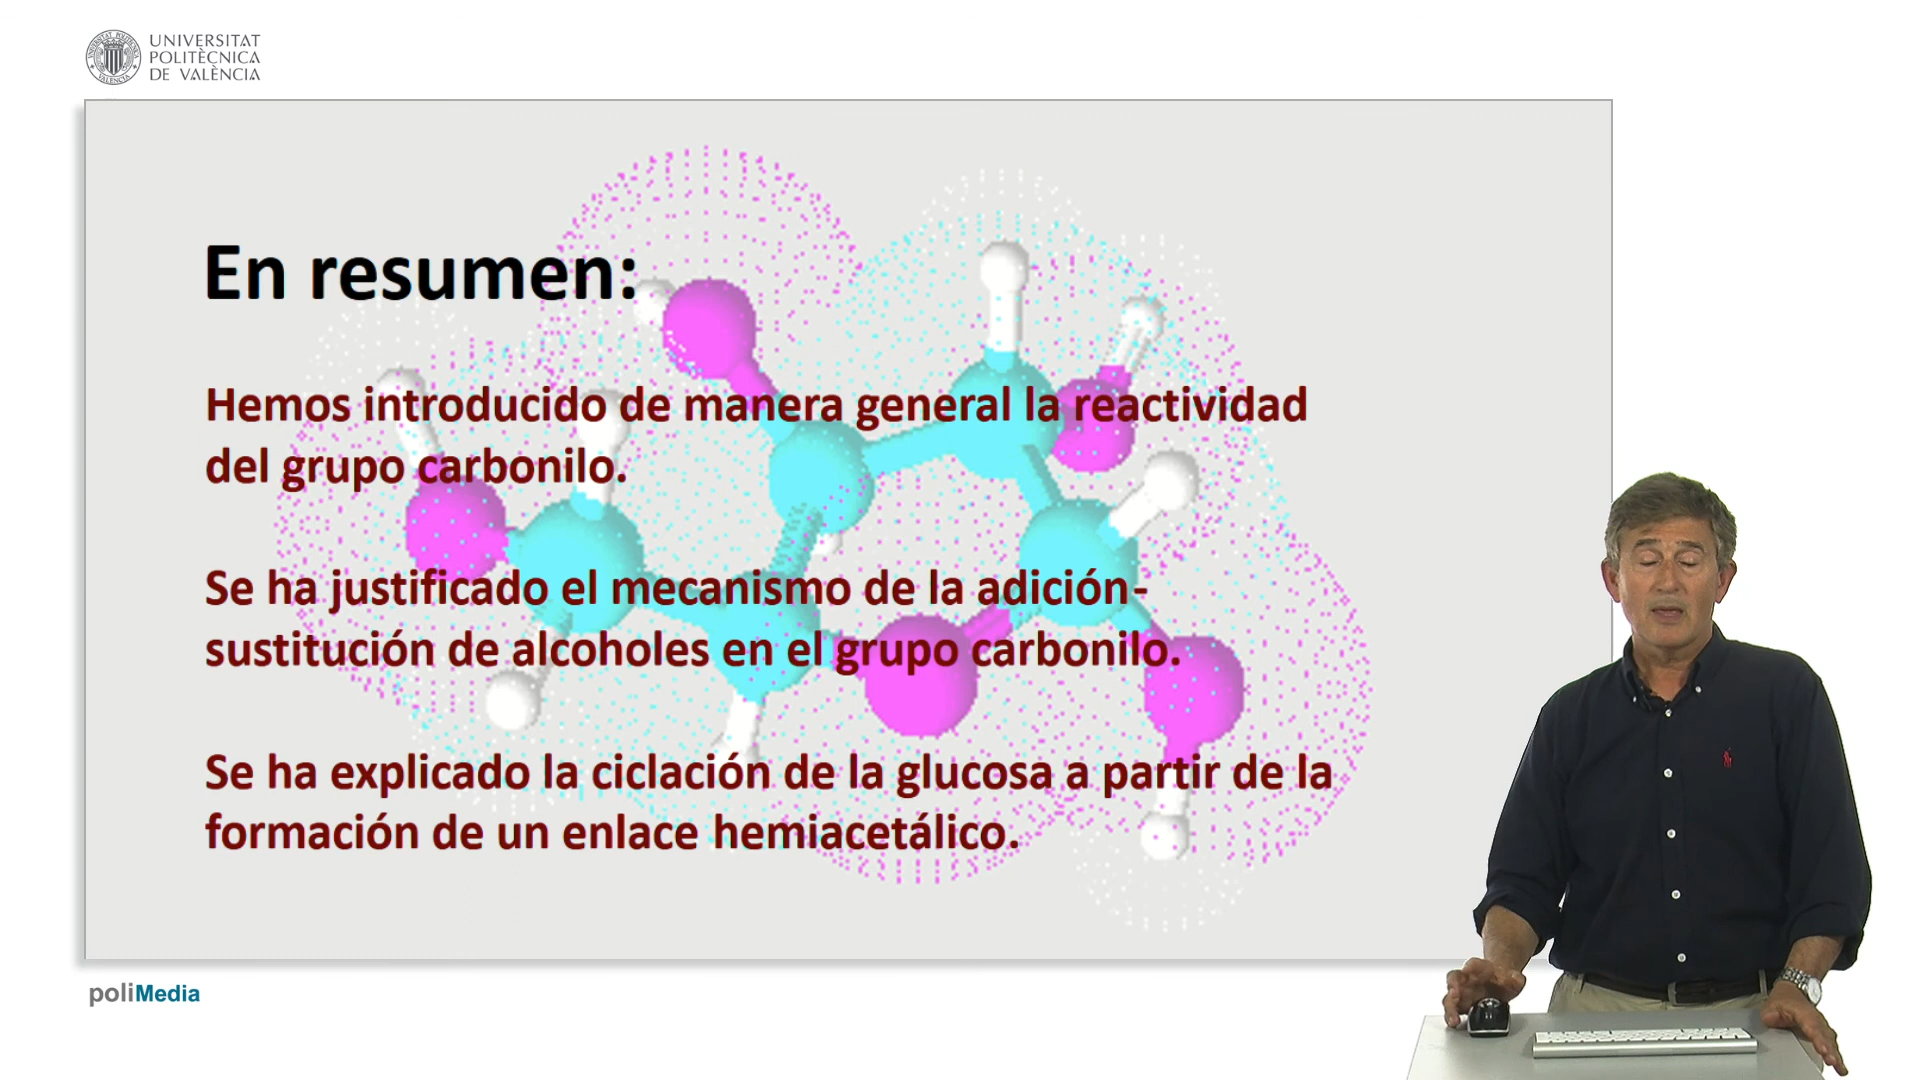 UNIVERSITAT
POLITÈCNICA
DE VALÈNCIA
En resumen:
Hemos introducido de manera general la reactividad
del grupo carbonilo.
Se ha justificado el mecanismo de la adición-
sustitución de alcoholes en el grupo carbonilo.
Se ha explicado la ciclación de la glucosa a partir de la
formación de un enlace hemiacetálico.
poliMedia